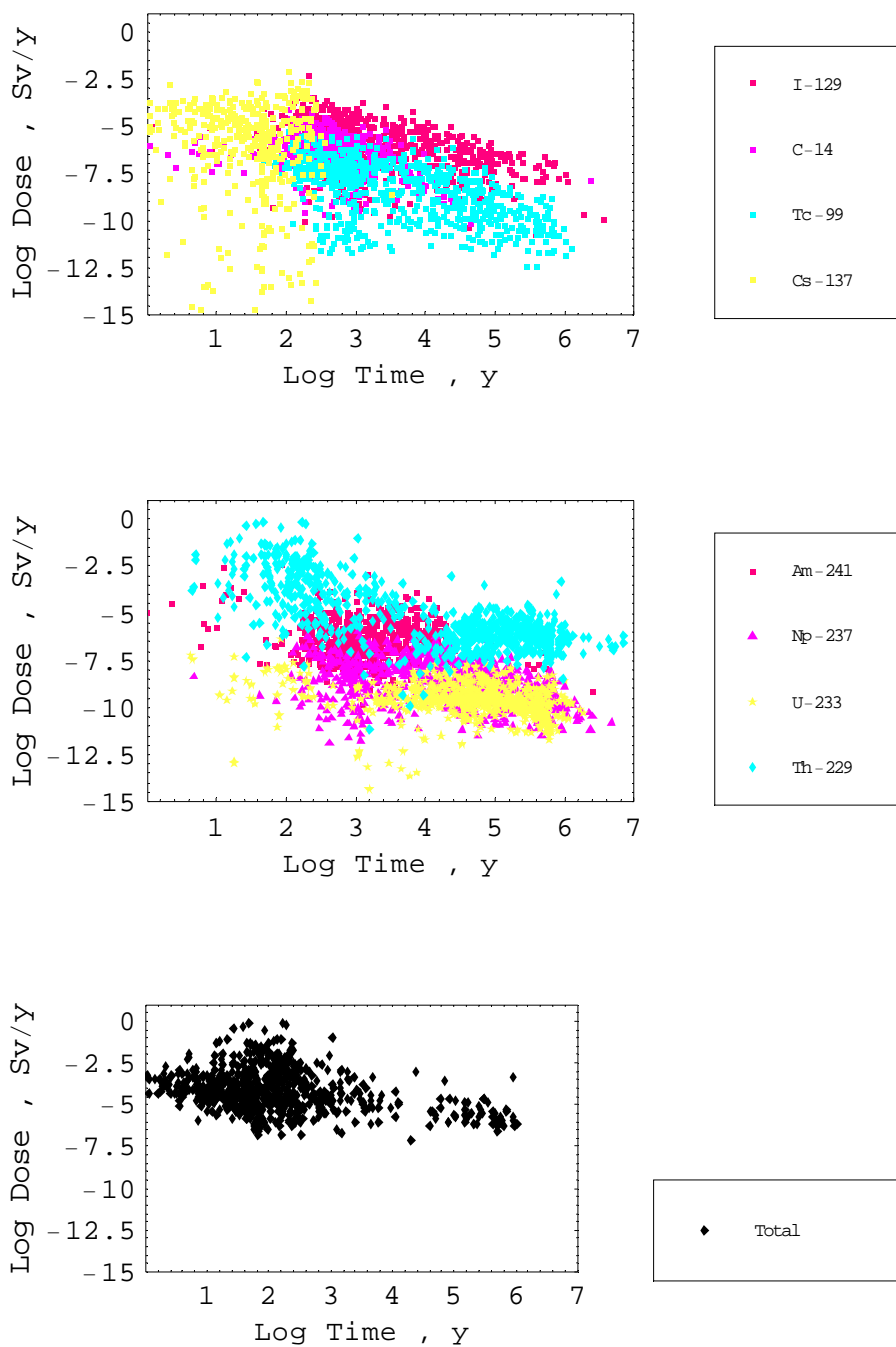 0
-2.5
-5
-7.5
-10
-12.5
-15
Log Dose , Sv/y
1 2 3 4 5 6 7
Log Time , y
I-129
C-14
Tc-99
Cs-137
0
-2.5
-5
-7.5
-10
-12.5
-15
Log Dose , Sv/y
1 2 3 4 5 6 7
Log Time , y
Am-241
Np-237
U-233
Th-229
0
-2.5
-5
-7.5
-10
-12.5
-15
Log Dose , Sv/y
1 2 3 4 5 6 7
Log Time , y
Total